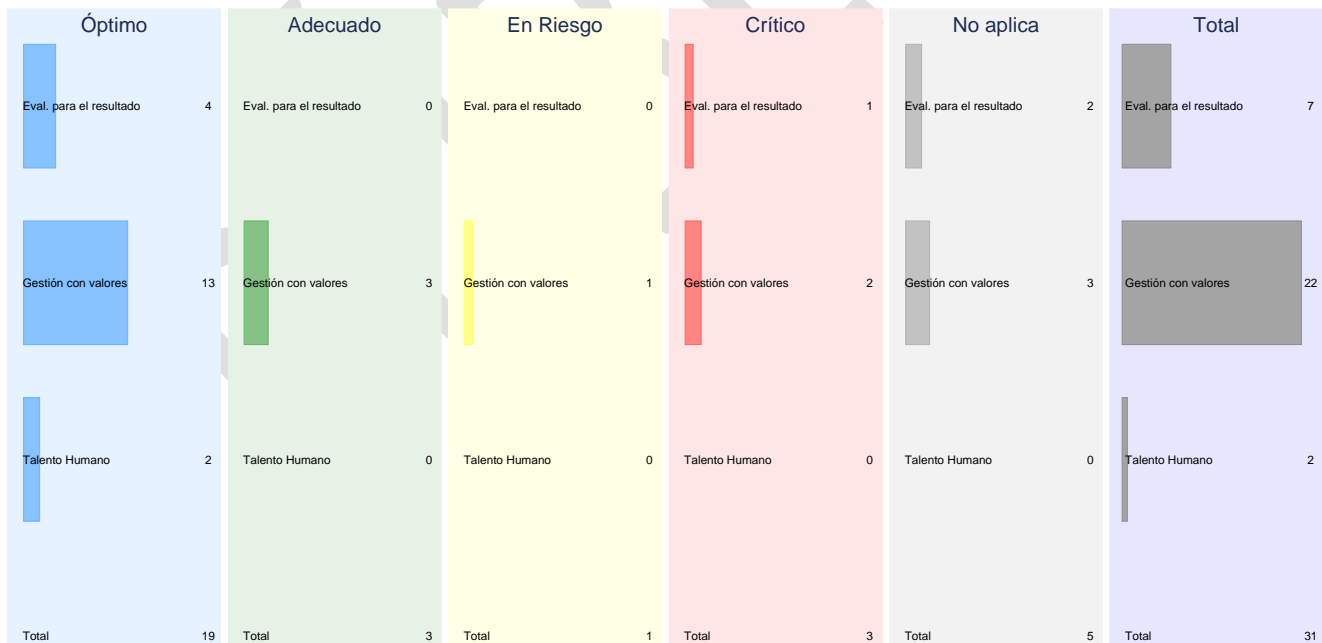 Óptimo Adecuado En Riesgo Crítico No aplica Total
Eval. para el resultado 4 Eval. para el resultado 0 Eval. para el resultado 0 Eval. para el resultado 1 Eval. para el resultado 2 Eval. para el resultado 7
Gestión con valores 13 Gestión con valores 3 Gestión con valores 1 Gestión con valores 2 Gestión con valores 3 Gestión con valores 22
Talento Humano 2 Talento Humano 0 Talento Humano 0 Talento Humano 0 Talento Humano 0 Talento Humano 2
Total 19 Total 3 Total 1 Total 3 Total 5 Total 31